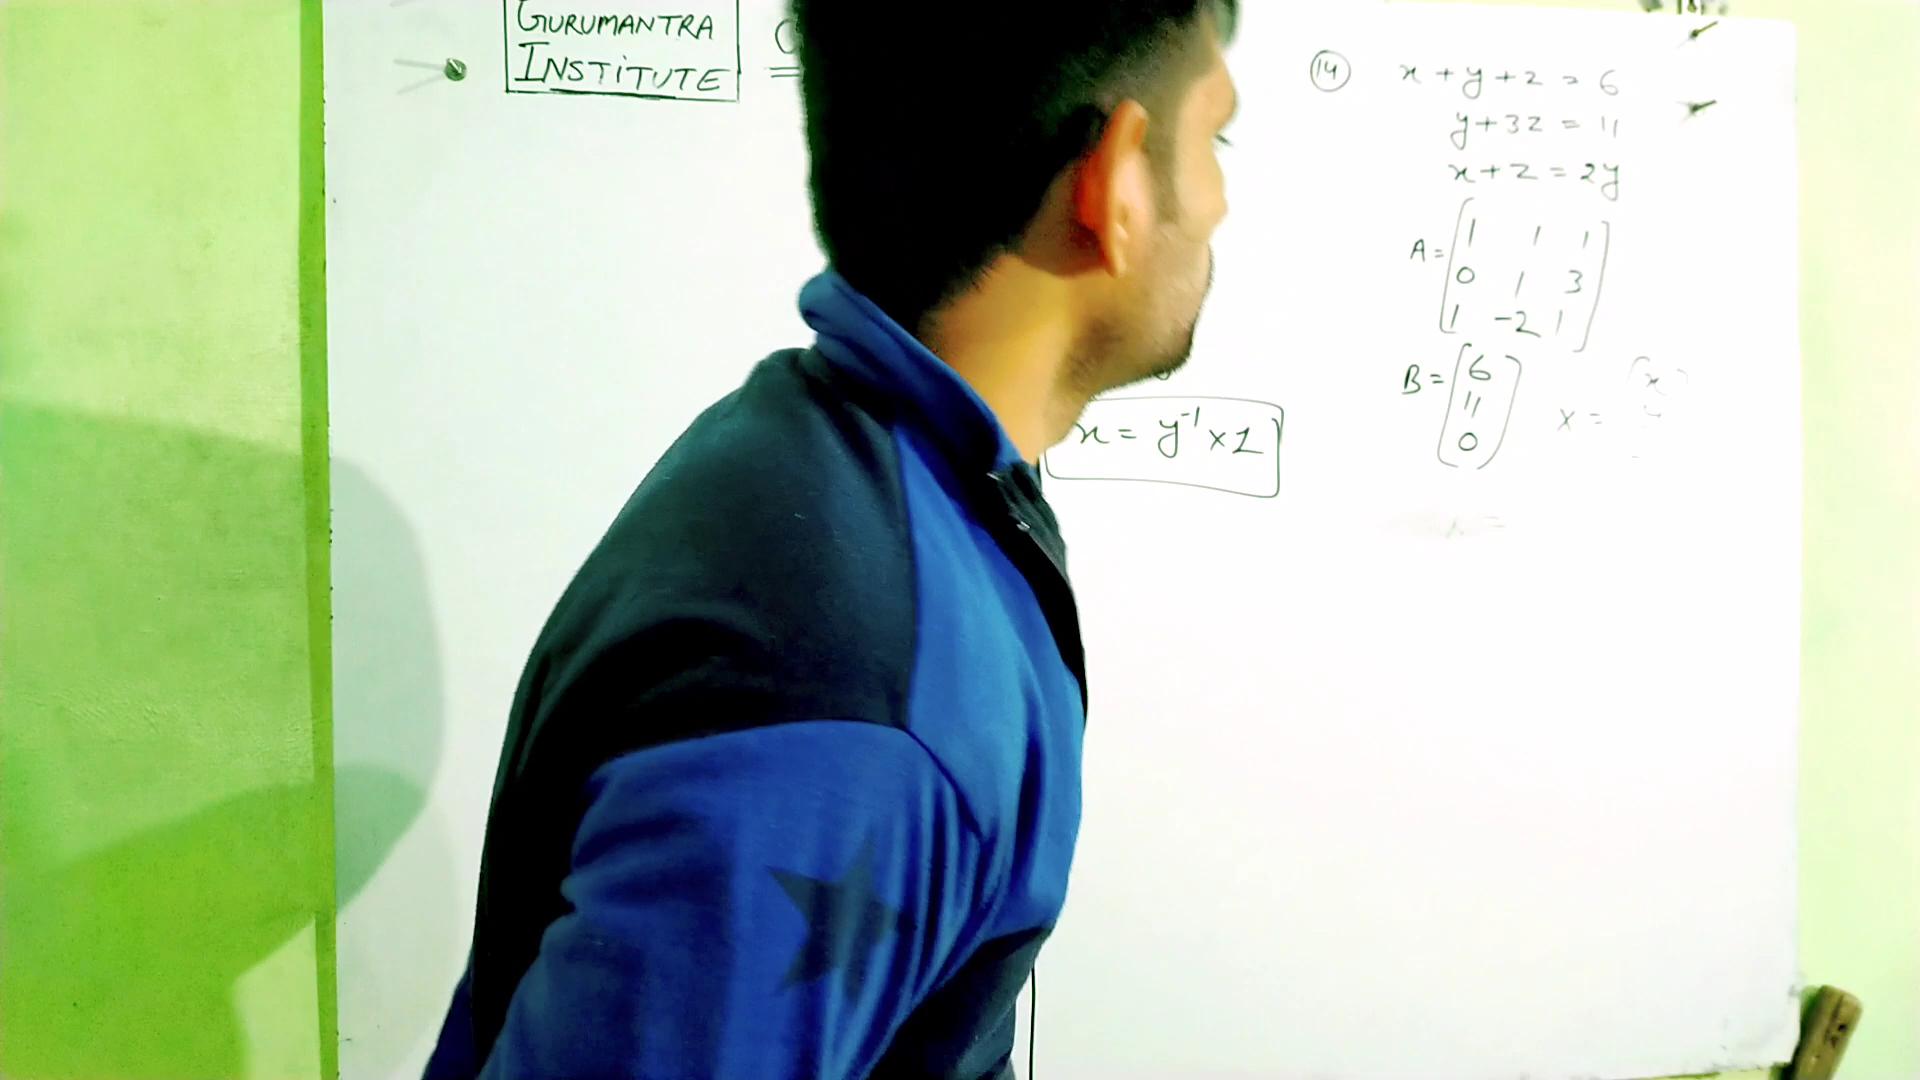 GURUMANTRA
INSTITUTE
x = y⁻¹ × z
(14) x + y + z = 6
y + 3z = 11
x + z = 2y
A = [1 1 1
0 1 3
1 -2 1]
B = [6
11
0]
x =
[x